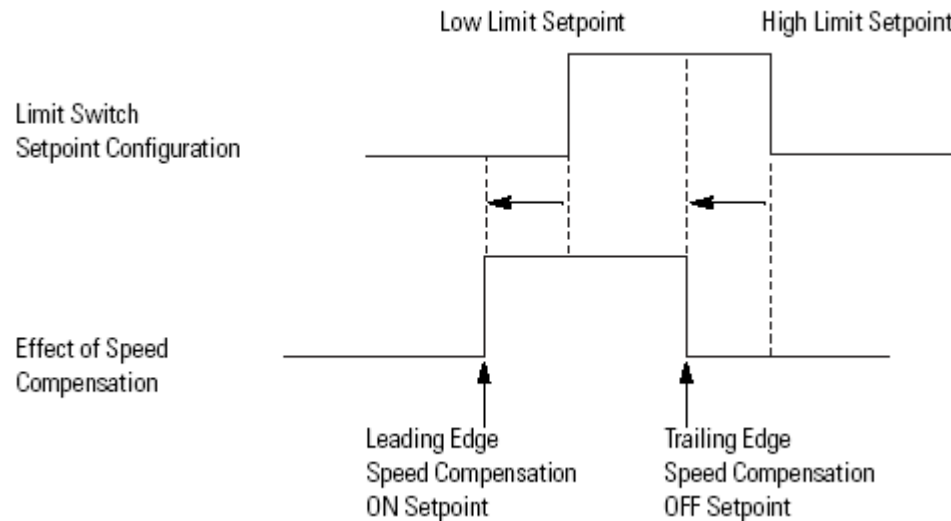 Low Limit Setpoint
High Limit Setpoint
Limit Switch
Setpoint Configuration
Effect of Speed
Compensation
Leading Edge
Speed Compensation
ON Setpoint
Trailing Edge
Speed Compensation
OFF Setpoint